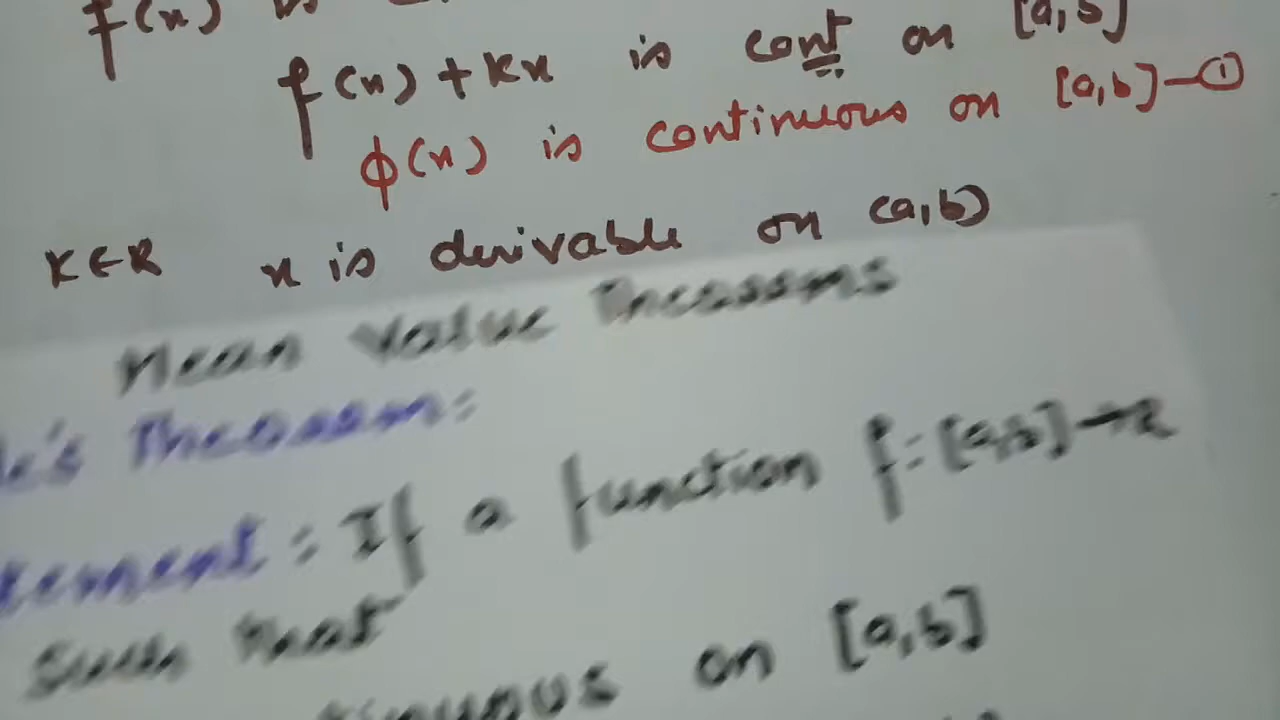 f(x) is
f(x) + Kx is cont on [a,b]
ϕ(x) is continuous on [a,b] —①
K∈R x is derivable on (a,b)
Mean Value Theorems
Theorem:
: If a function f: [a,b]→R
Such that
on [a,b]